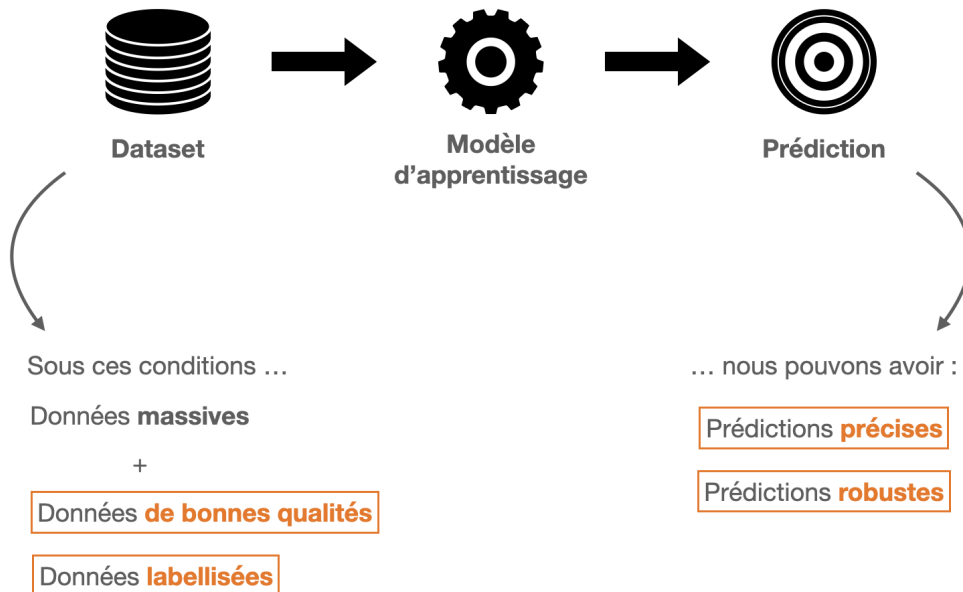 Dataset
Modèle
d'apprentissage
Prédiction
Sous ces conditions …
Données massives
+
Données de bonnes qualités
Données labellisées
… nous pouvons avoir :
Prédictions précises
Prédictions robustes